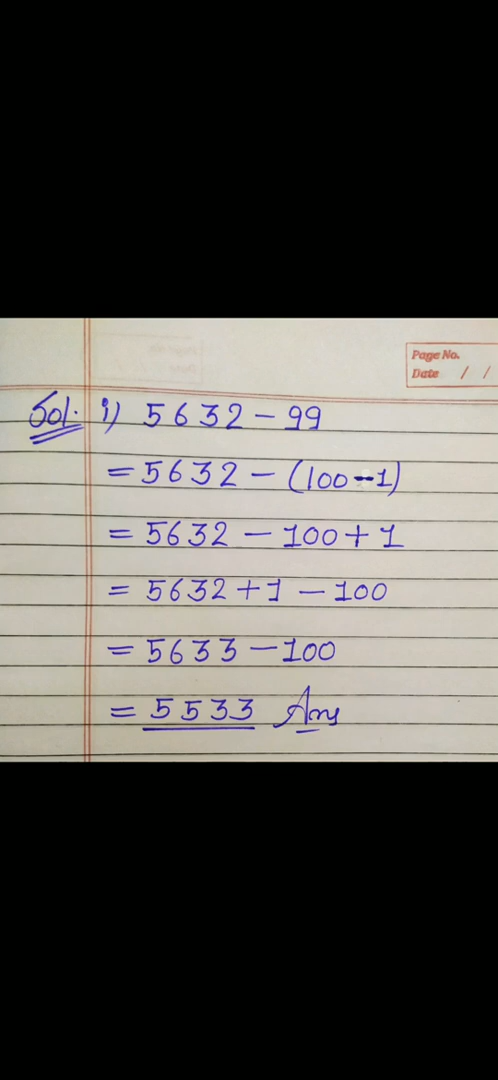 Page No.
Date / /
Sol. i) 5632 - 99
= 5632 - (100 - 1)
= 5632 - 100 + 1
= 5632 + 1 - 100
= 5633 - 100
= 5533 Ans